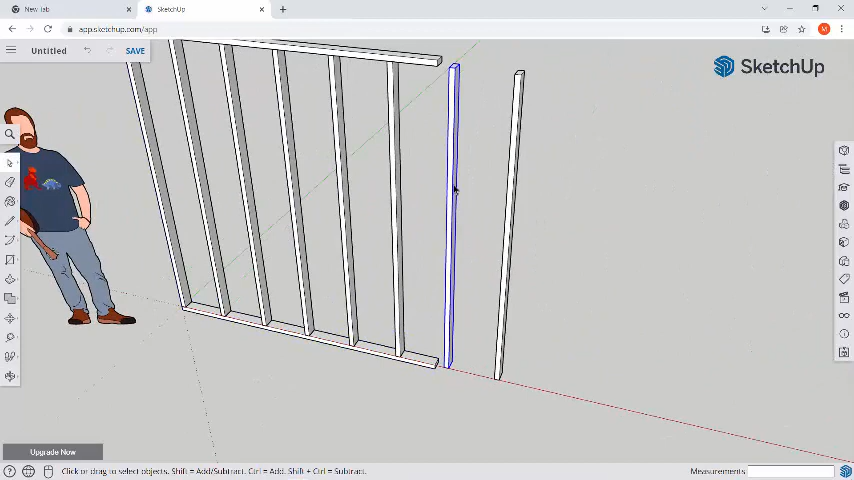 New Tab
SketchUp
app.sketchup.com/app
M
Untitled
SAVE
SketchUp
Upgrade Now
Click or drag to select objects. Shift = Add/Subtract. Ctrl = Add. Shift + Ctrl = Subtract.
Measurements